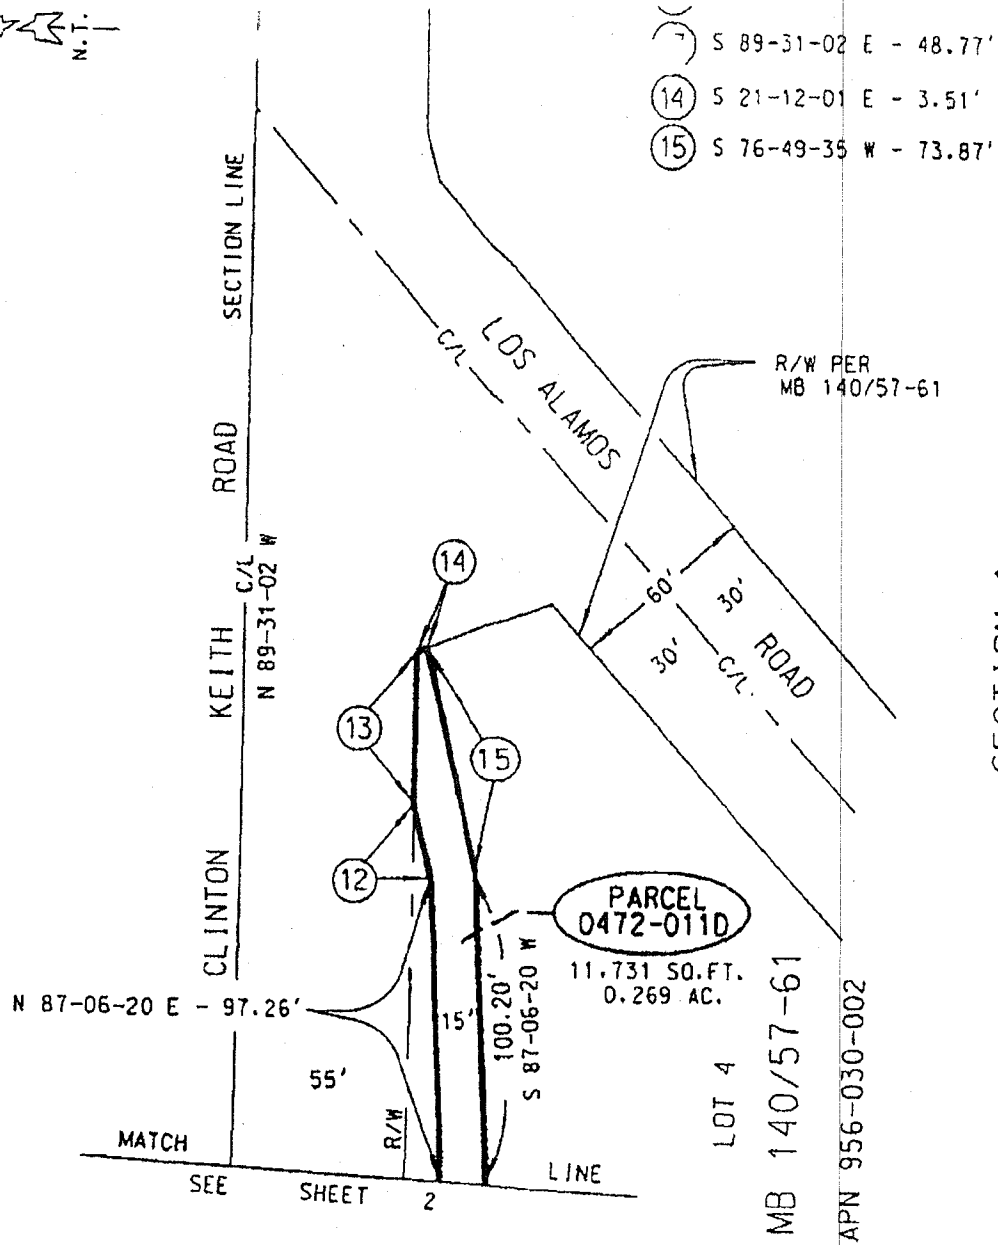 N.T.
S 89-31-02 E - 48.77'
14 S 21-12-01 E - 3.51'
15 S 76-49-35 W - 73.87'
SECTION LINE
C/L
LOS ALAMOS
R/W PER
MB 140/57-61
ROAD
C/L
N 89-31-02 W
14
60'
30'
30'
C/L
ROAD
KEITH
13
15
12
CLINTON
PARCEL
0472-011D
11,731 SQ.FT.
0.269 AC.
N 87-06-20 E - 97.26'
15'
100.20'
S 87-06-20 W
55'
R/W
LOT 4
MB 140/57-61
APN 956-030-002
MATCH
LINE
SEE SHEET 2